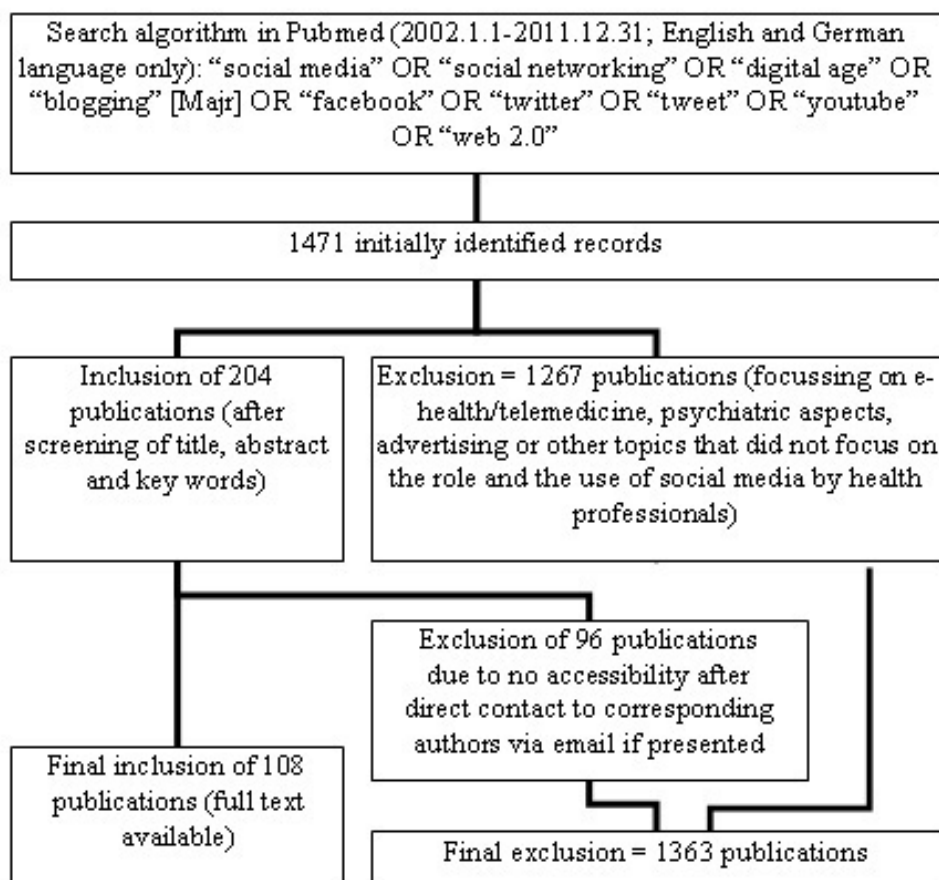 Search algorithm in Pubmed (2002.1.1-2011.12.31; English and German
language only): “social media” OR “social networking” OR “digital age” OR
“blogging” [Majr] OR “facebook” OR “twitter” OR “tweet” OR “youtube”
OR “web 2.0”
1471 initially identified records
Inclusion of 204
publications (after
screening of title, abstract
and key words)
Exclusion = 1267 publications (focussing on e-
health/telemedicine, psychiatric aspects,
advertising or other topics that did not focus on
the role and the use of social media by health
professionals)
Exclusion of 96 publications
due to no accessibility after
direct contact to corresponding
authors via email if presented
Final inclusion of 108
publications (full text
available)
Final exclusion = 1363 publications